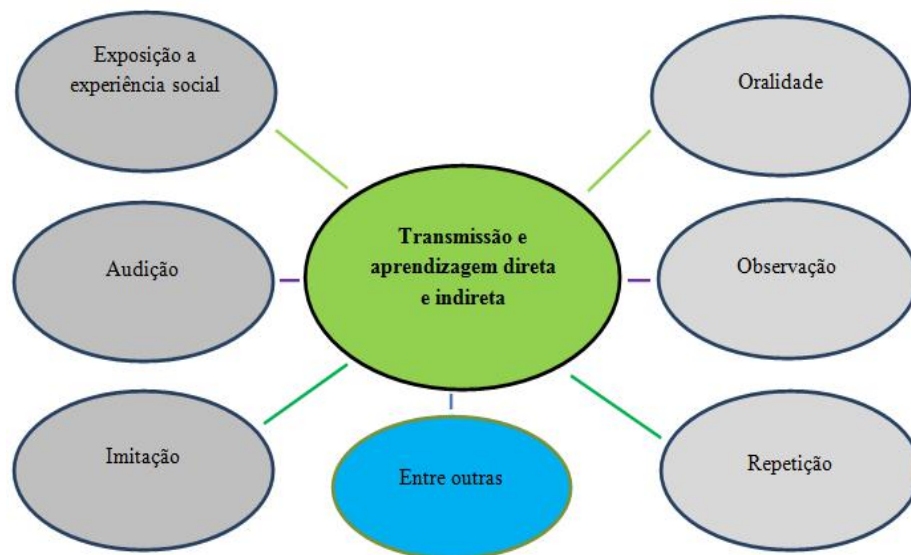 Exposição a
experiência social
Oralidade
Transmissão e
aprendizagem direta
e indireta
Audição
Observação
Imitação
Entre outras
Repetição